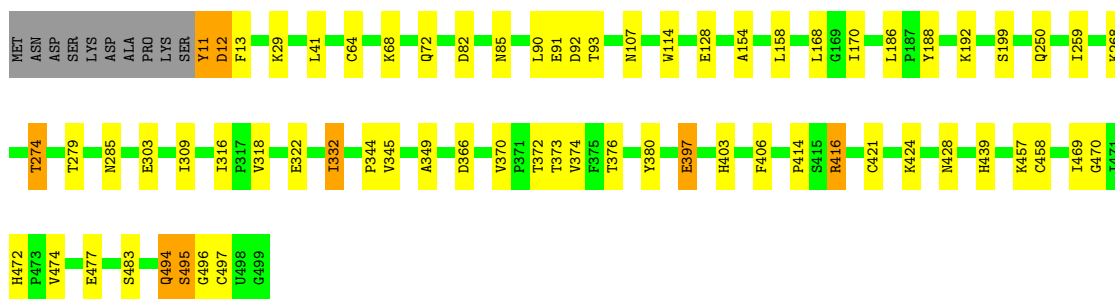 MET ASN ASP SER LYS ASP ALA PRO LYS SER Y11 D12 F13 K29 L41 C64 K68 Q72 D82 N85 L90 E91 D92 T93 N107 W114 E128 A154 L158 L168 G169 I170 L186 P187 Y188 K192 S199 Q250 I259 K268
T274 T279 N285 E303 I309 I316 P317 V318 E322 I332 P344 V345 A349 D366 V370 P371 T372 T373 V374 F375 T376 Y380 E397 H403 F406 P414 S415 R416 C421 K424 N428 H439 K457 C458 I469 G470
H472 P473 V474 E477 S483 Q494 S495 G496 C497 U498 G499